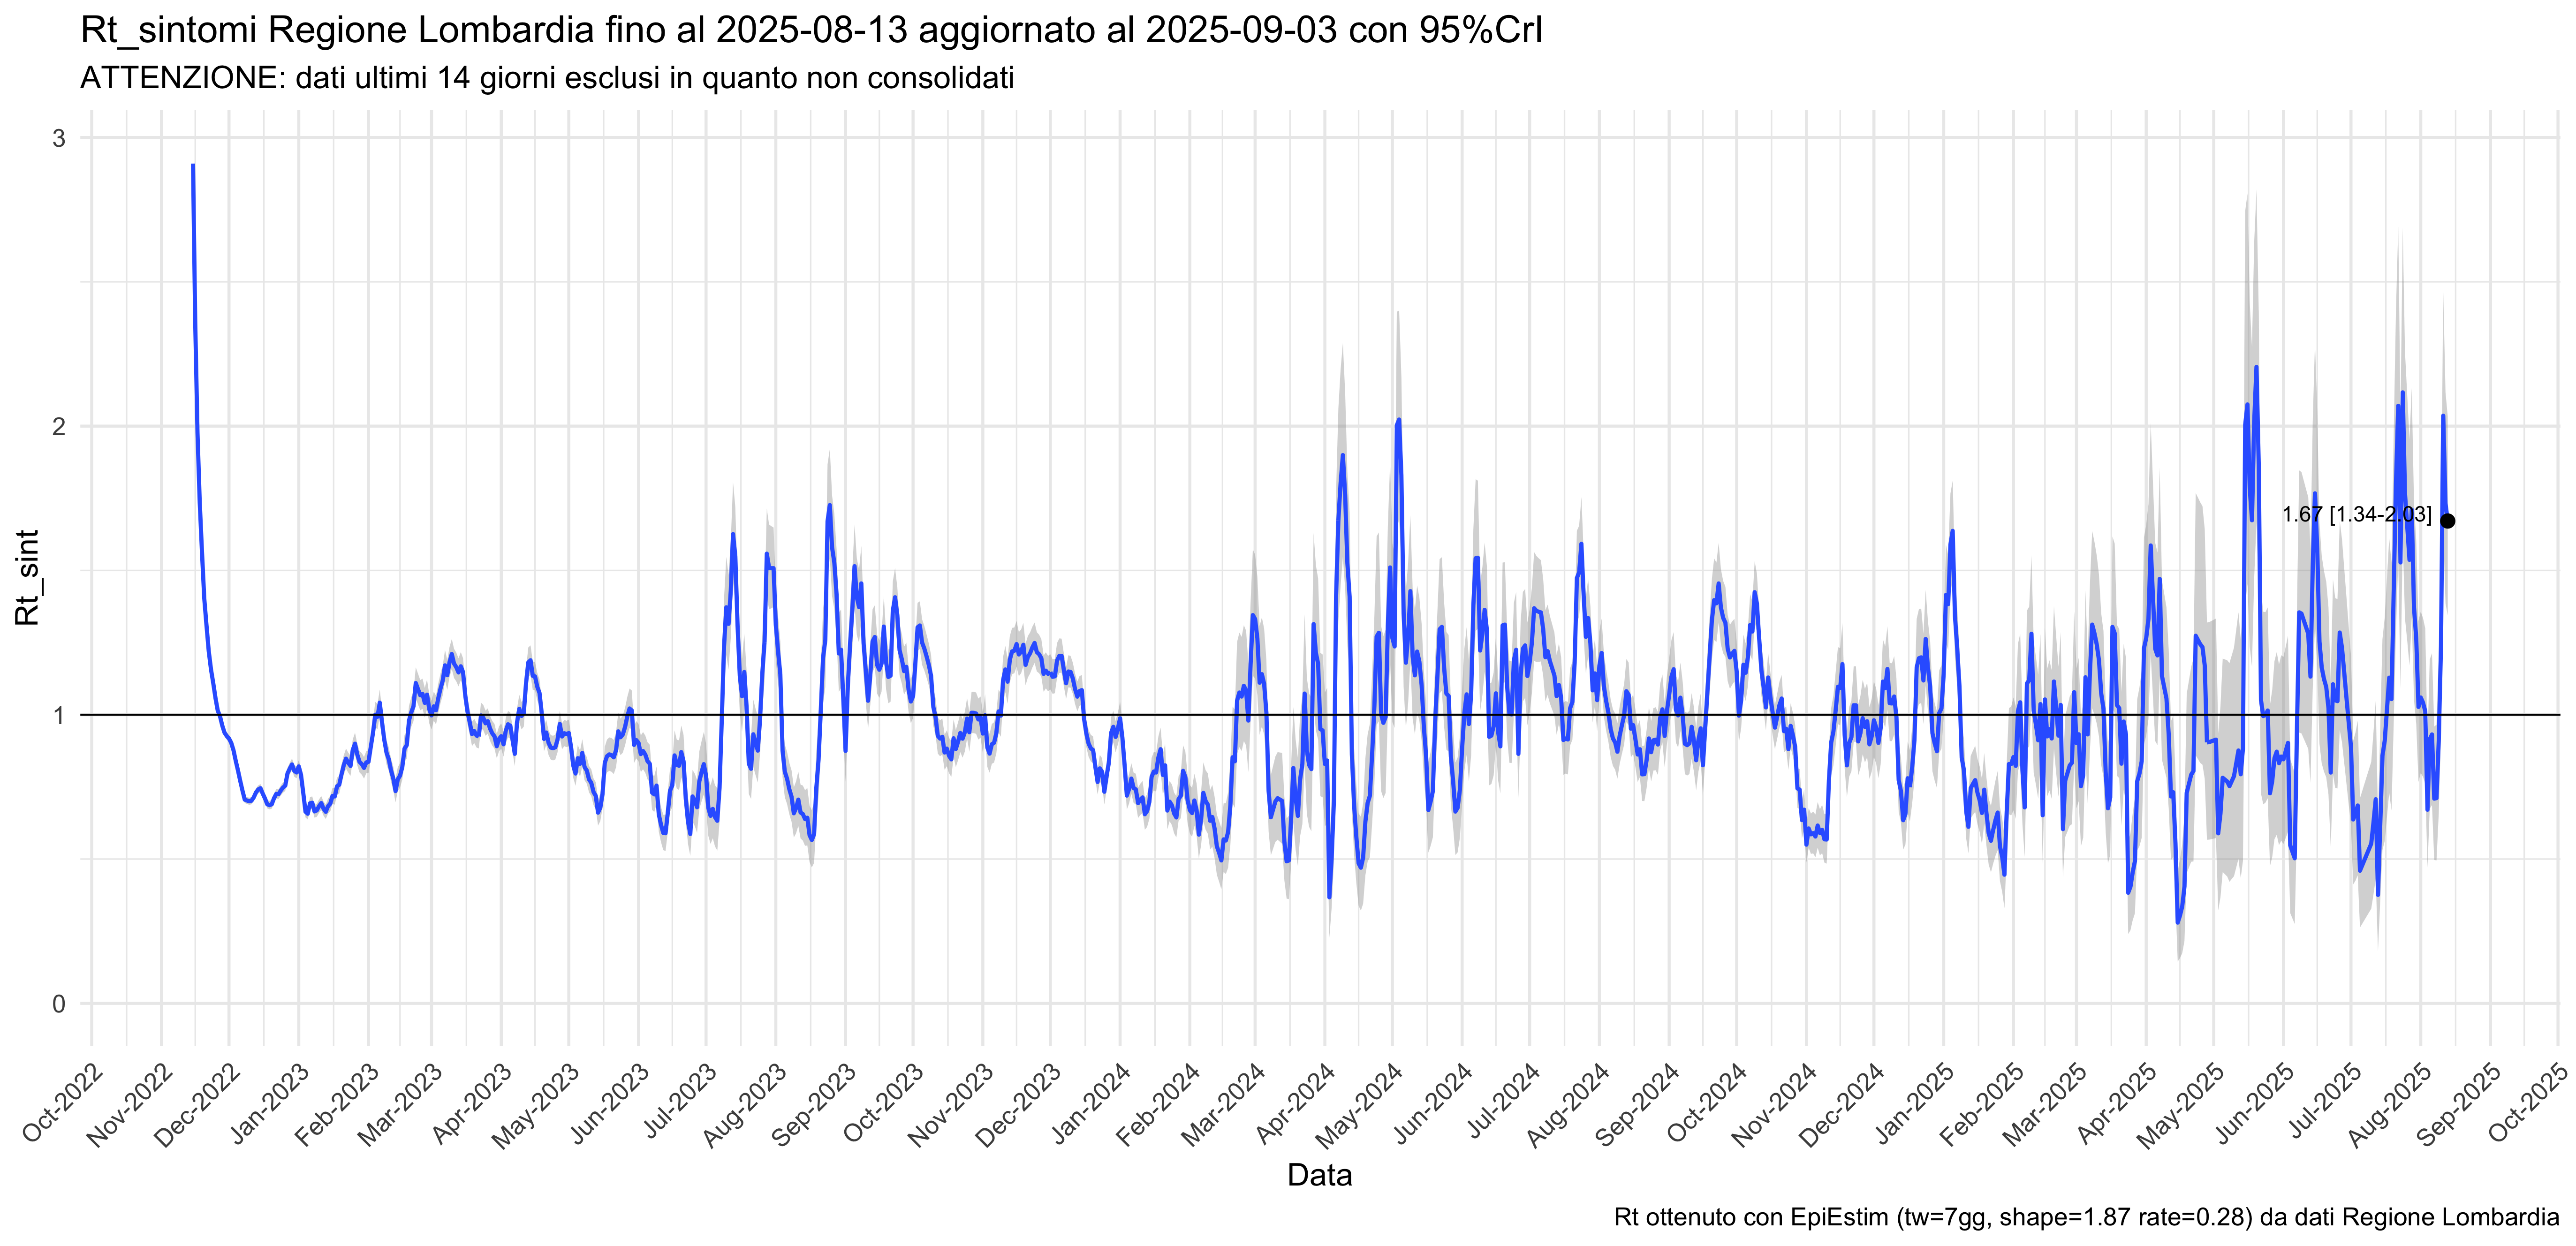 Rt_sintomi Regione Lombardia fino al 2025-08-13 aggiornato al 2025-09-03 con 95%CrI
ATTENZIONE: dati ultimi 14 giorni esclusi in quanto non consolidati
3
2
1
0
Rt_sint
1.67 [1.34-2.03]
Oct-2022
Nov-2022
Dec-2022
Jan-2023
Feb-2023
Mar-2023
Apr-2023
May-2023
Jun-2023
Jul-2023
Aug-2023
Sep-2023
Oct-2023
Nov-2023
Dec-2023
Jan-2024
Feb-2024
Mar-2024
Apr-2024
May-2024
Jun-2024
Jul-2024
Aug-2024
Sep-2024
Oct-2024
Nov-2024
Dec-2024
Jan-2025
Feb-2025
Mar-2025
Apr-2025
May-2025
Jun-2025
Jul-2025
Aug-2025
Sep-2025
Oct-2025
Data
Rt ottenuto con EpiEstim (tw=7gg, shape=1.87 rate=0.28) da dati Regione Lombardia